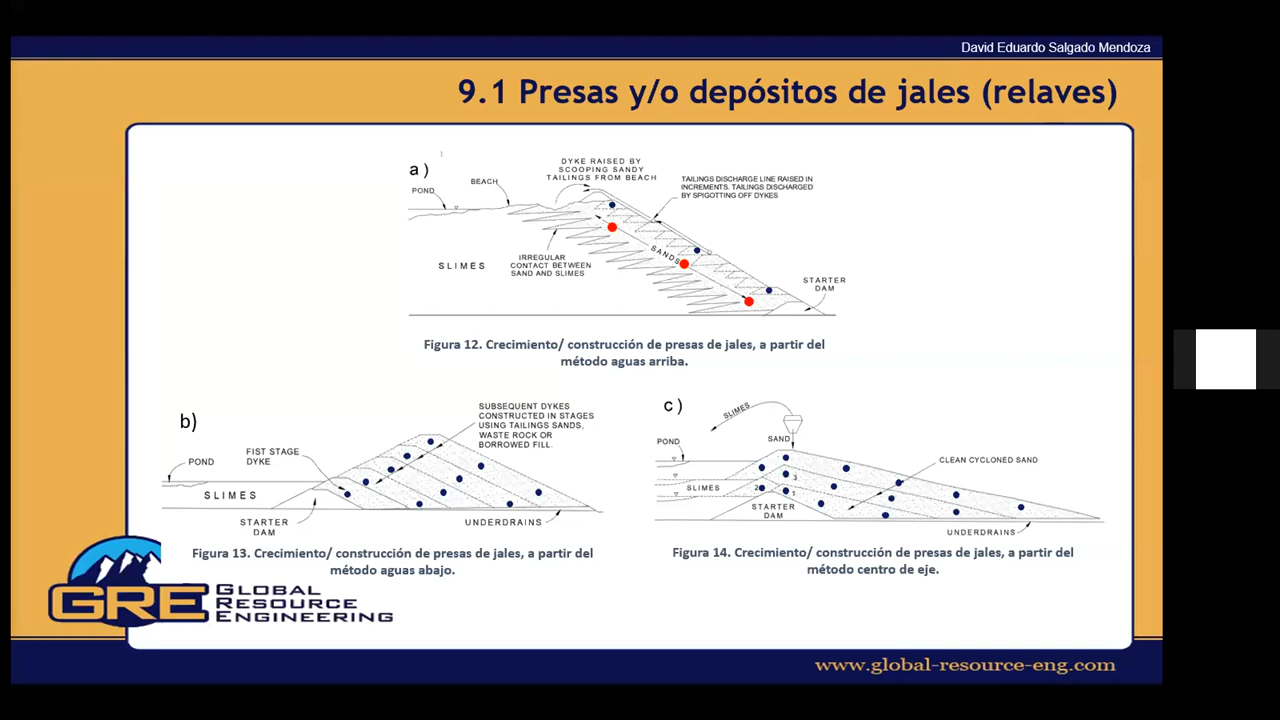 David Eduardo Salgado Mendoza
9.1 Presas y/o depósitos de jales (relaves)
a )
DYKE RAISED BY
SCOOPING SANDY
TAILINGS FROM BEACH
TAILINGS DISCHARGE LINE RAISED IN
INCREMENTS. TAILINGS DISCHARGED
BY SPIGOTTING OFF DYKES
BEACH
POND
SANDS
SLIMES
IRREGULAR
CONTACT BETWEEN
SAND AND SLIMES
STARTER
DAM
Figura 12. Crecimiento/ construcción de presas de jales, a partir del
método aguas arriba.
b)
SUBSEQUENT DYKES
CONSTRUCTED IN STAGES
USING TAILINGS SANDS,
WASTE ROCK OR
BORROWED FILL.
FIST STAGE
DYKE
POND
SLIMES
STARTER
DAM
UNDERDRAINS
Figura 13. Crecimiento/ construcción de presas de jales, a partir del
método aguas abajo.
c )
SLIMES
SAND
POND
CLEAN CYCLONED SAND
SLIMES
3
2
1
STARTER
DAM
UNDERDRAINS
Figura 14. Crecimiento/ construcción de presas de jales, a partir del
método centro de eje.
GRE
GLOBAL
RESOURCE
ENGINEERING
www.global-resource-eng.com